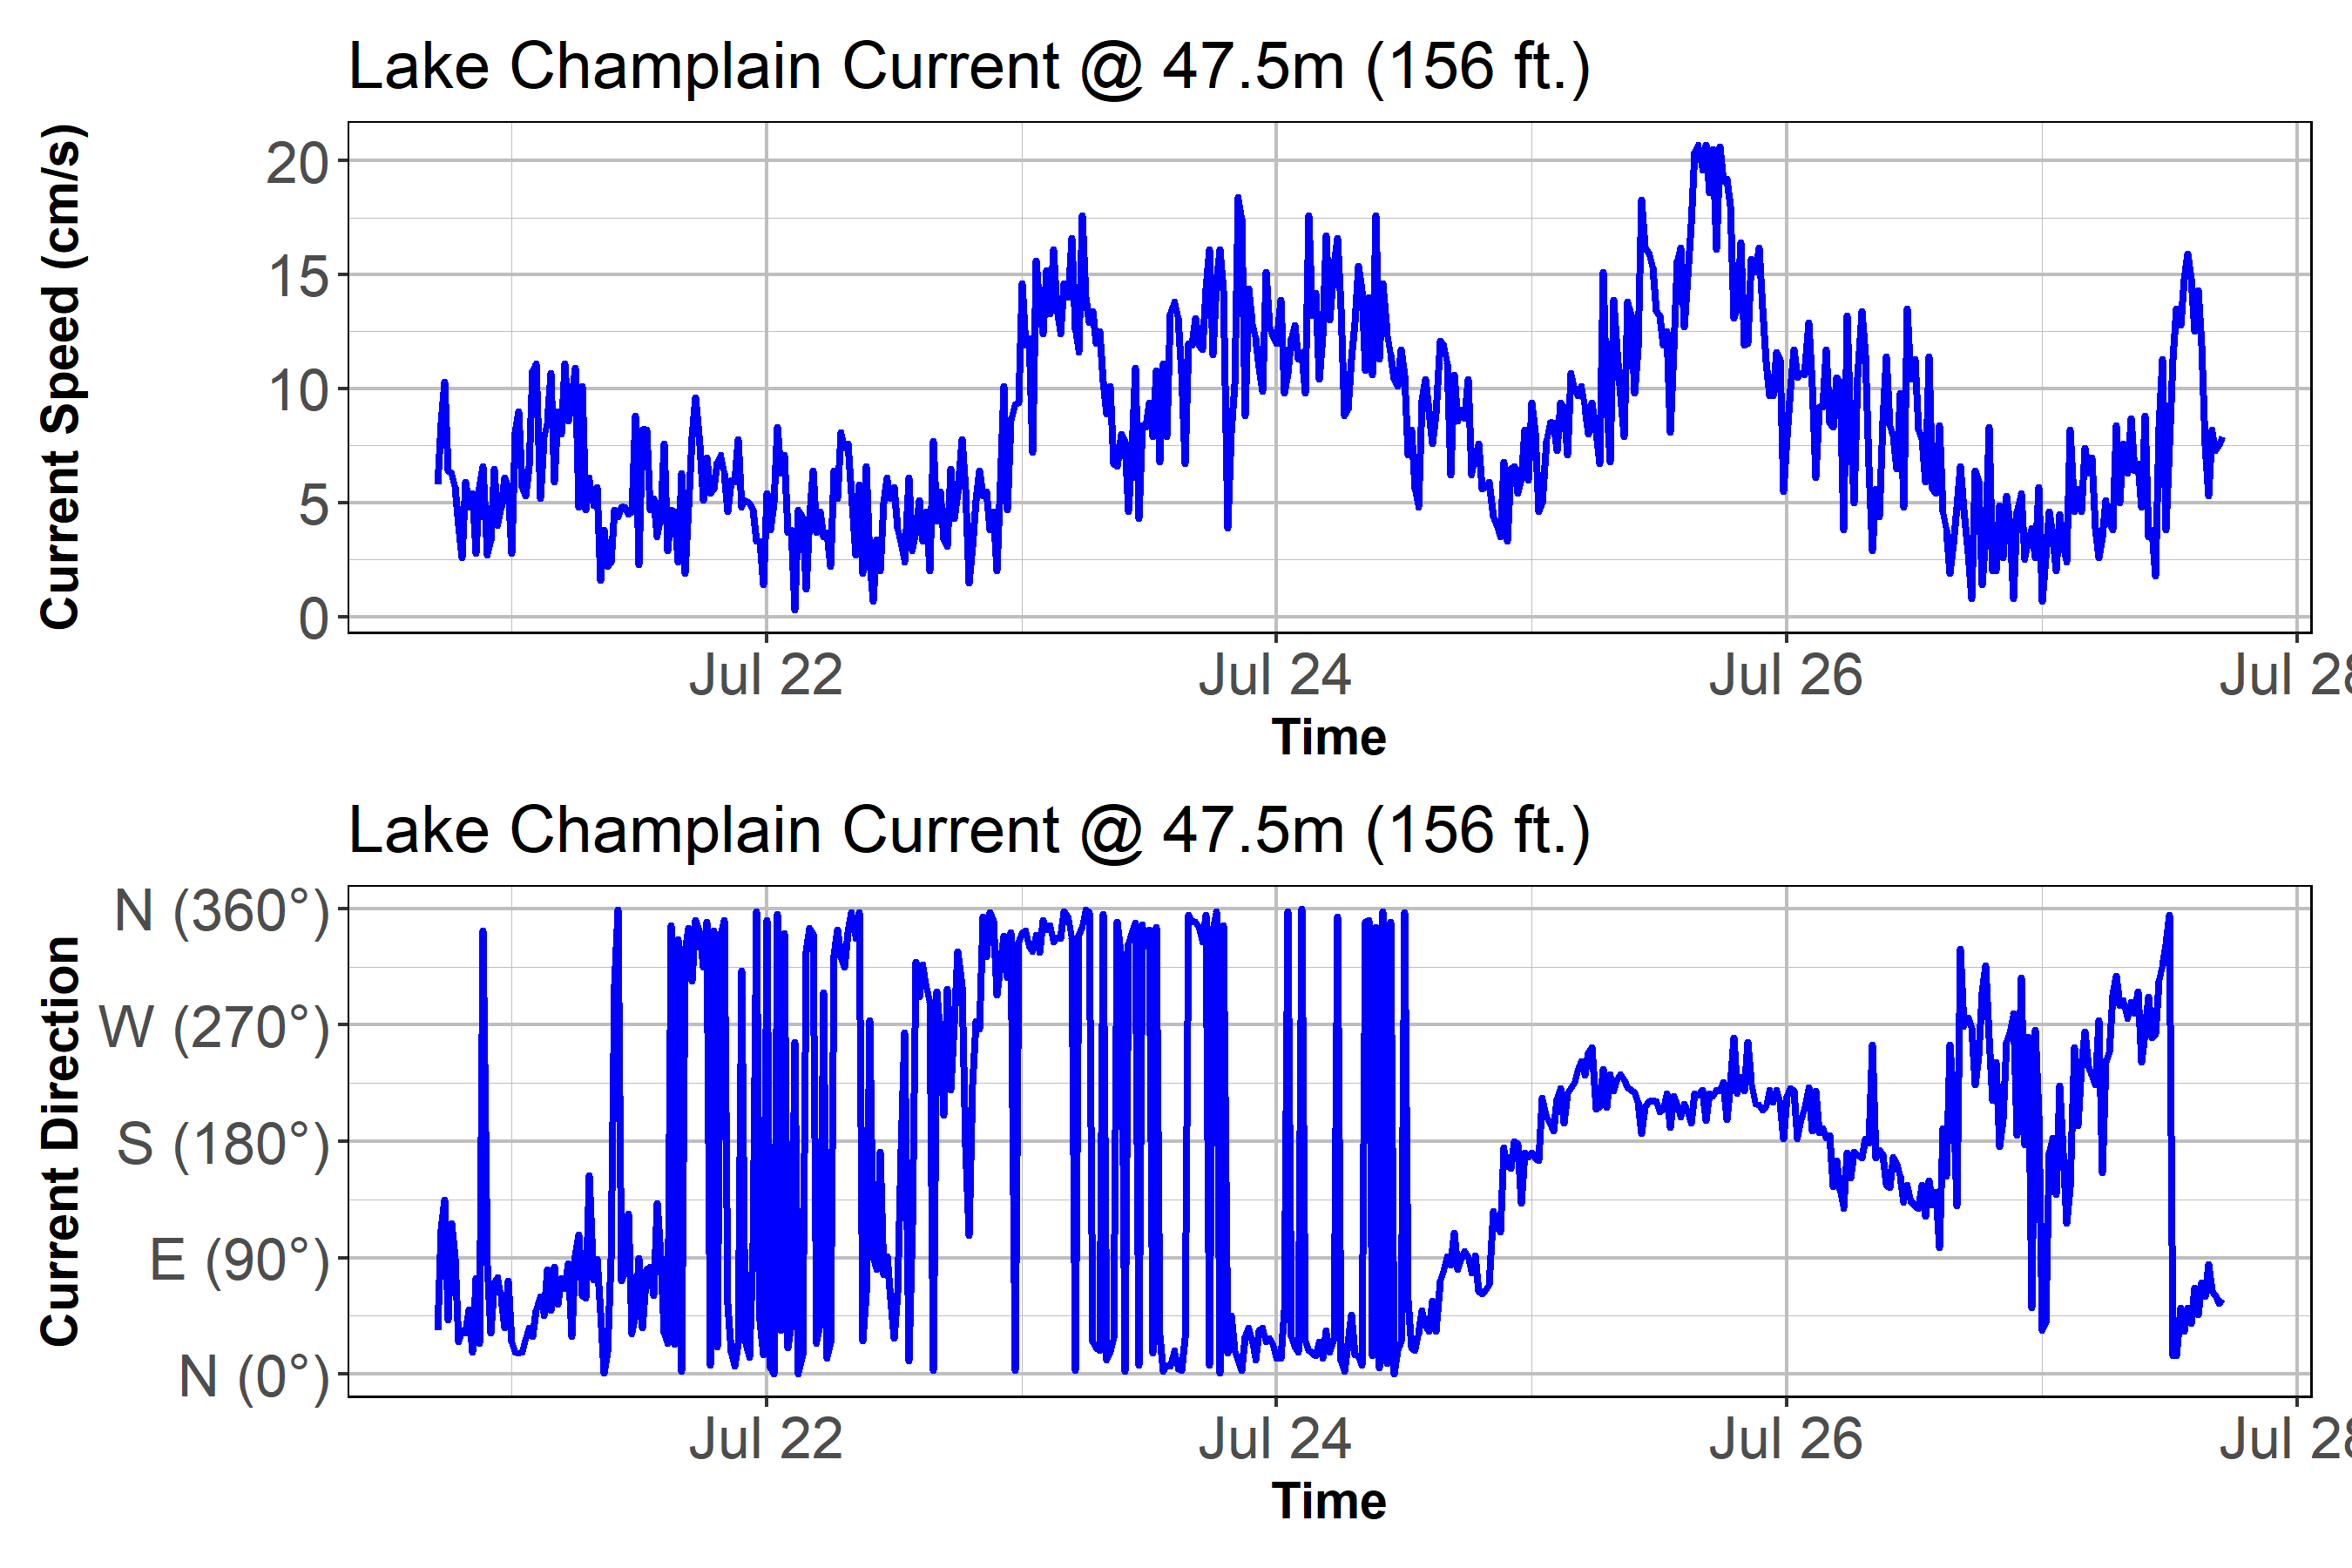 Lake Champlain Current @ 47.5m (156 ft.)
Current Speed (cm/s)
20
15
10
5
0
Jul 22 Jul 24 Jul 26 Jul 28
Time
Lake Champlain Current @ 47.5m (156 ft.)
Current Direction
N (360°)
W (270°)
S (180°)
E (90°)
N (0°)
Jul 22 Jul 24 Jul 26 Jul 28
Time